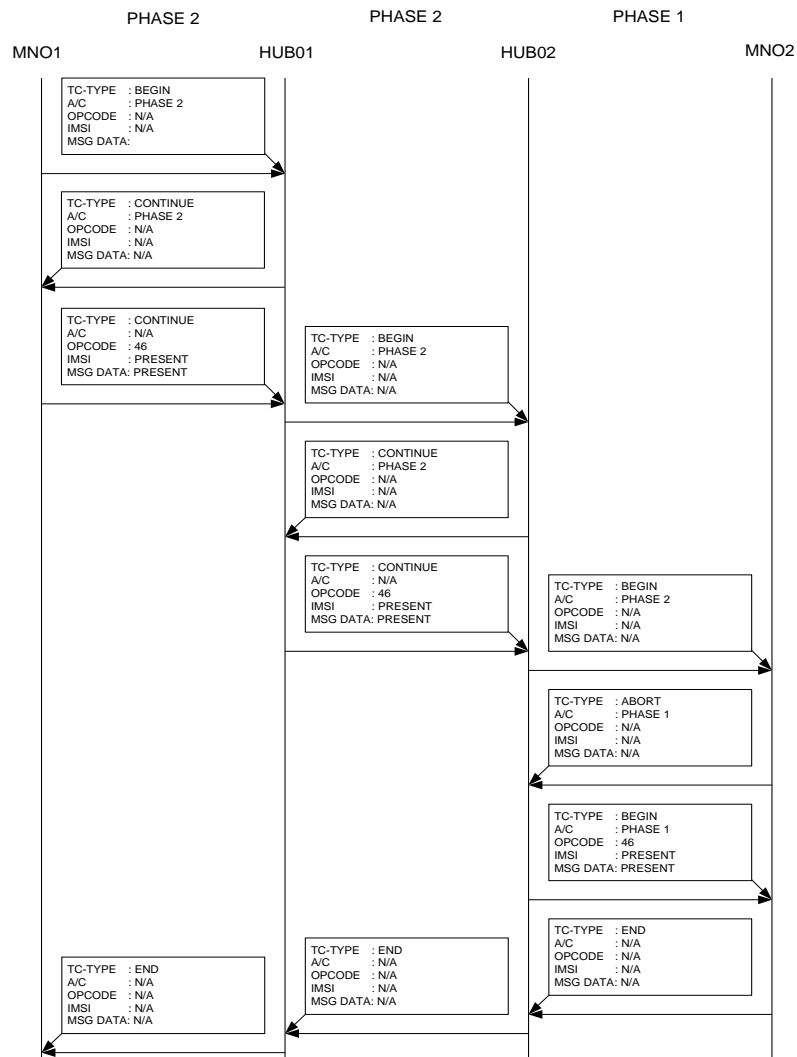 PHASE 2
PHASE 2
PHASE 1
MNO1
HUB01
HUB02
MNO2
TC-TYPE : BEGIN
A/C : PHASE 2
OPCODE : N/A
IMSI : N/A
MSG DATA:
TC-TYPE : CONTINUE
A/C : PHASE 2
OPCODE : N/A
IMSI : N/A
MSG DATA: N/A
TC-TYPE : CONTINUE
A/C : N/A
OPCODE : 46
IMSI : PRESENT
MSG DATA: PRESENT
TC-TYPE : BEGIN
A/C : PHASE 2
OPCODE : N/A
IMSI : N/A
MSG DATA: N/A
TC-TYPE : CONTINUE
A/C : PHASE 2
OPCODE : N/A
IMSI : N/A
MSG DATA: N/A
TC-TYPE : CONTINUE
A/C : N/A
OPCODE : 46
IMSI : PRESENT
MSG DATA: PRESENT
TC-TYPE : BEGIN
A/C : PHASE 2
OPCODE : N/A
IMSI : N/A
MSG DATA: N/A
TC-TYPE : ABORT
A/C : PHASE 1
OPCODE : N/A
IMSI : N/A
MSG DATA: N/A
TC-TYPE : BEGIN
A/C : PHASE 1
OPCODE : 46
IMSI : PRESENT
MSG DATA: PRESENT
TC-TYPE : END
A/C : N/A
OPCODE : N/A
IMSI : N/A
MSG DATA: N/A
TC-TYPE : END
A/C : N/A
OPCODE : N/A
IMSI : N/A
MSG DATA: N/A
TC-TYPE : END
A/C : N/A
OPCODE : N/A
IMSI : N/A
MSG DATA: N/A